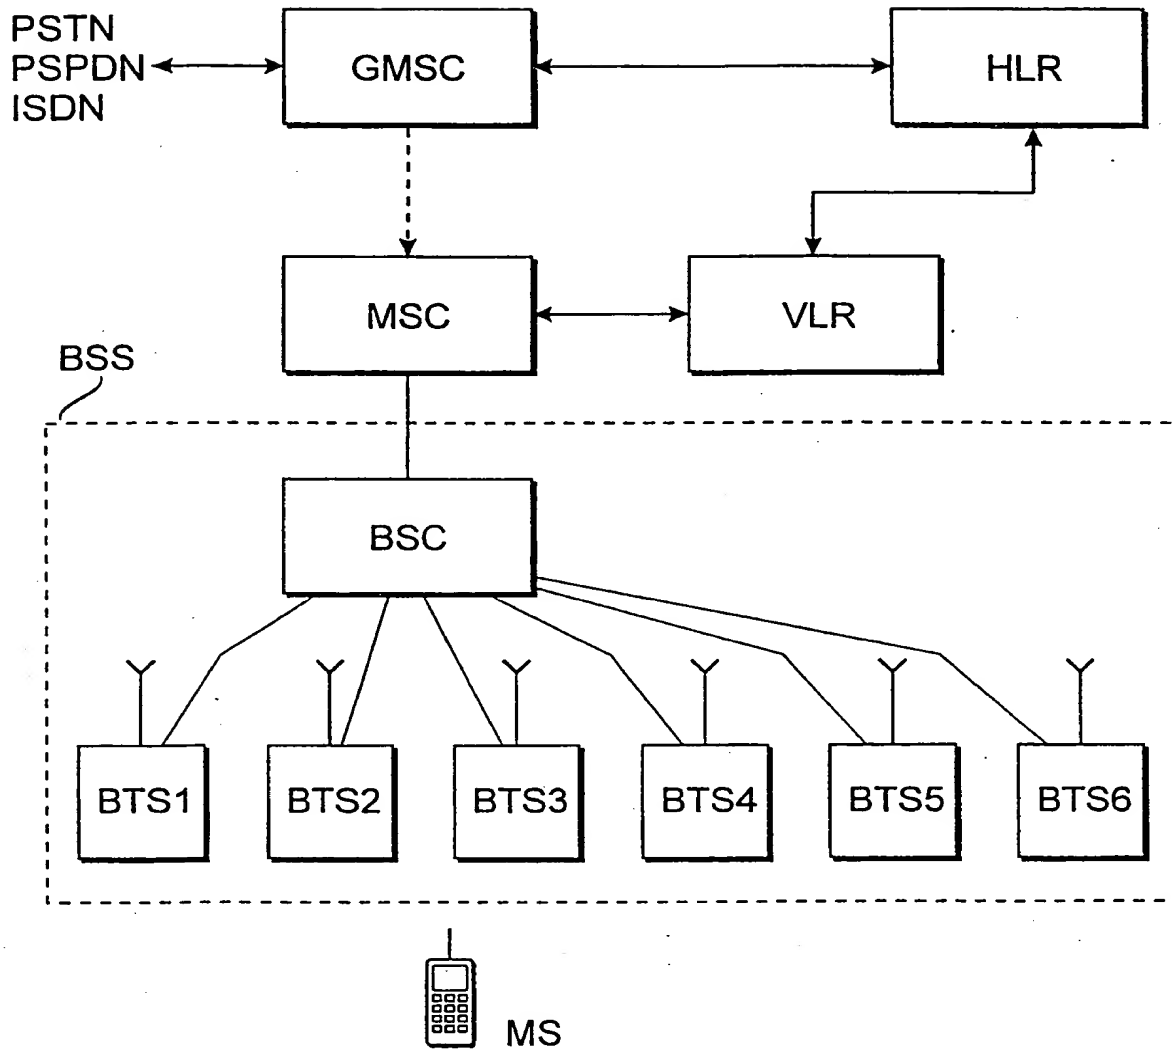 PSTN
PSPDN
ISDN
GMSC
HLR
MSC
VLR
BSS
BSC
BTS1
BTS2
BTS3
BTS4
BTS5
BTS6
MS